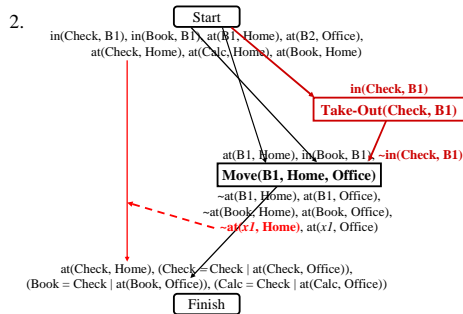 2.
Start
in(Check, B1), in(Book, B1), at(B1, Home), at(B2, Office),
at(Check, Home), at(Calc, Home), at(Book, Home)
in(Check, B1)
Take-Out(Check, B1)
at(B1, Home), in(Book, B1), ~in(Check, B1)
Move(B1, Home, Office)
~at(B1, Home), at(B1, Office),
~at(Book, Home), at(Book, Office),
~at(x1, Home), at(x1, Office)
at(Check, Home), (Check = Check | at(Check, Office)),
(Book = Check | at(Book, Office)), (Calc = Check | at(Calc, Office))
Finish